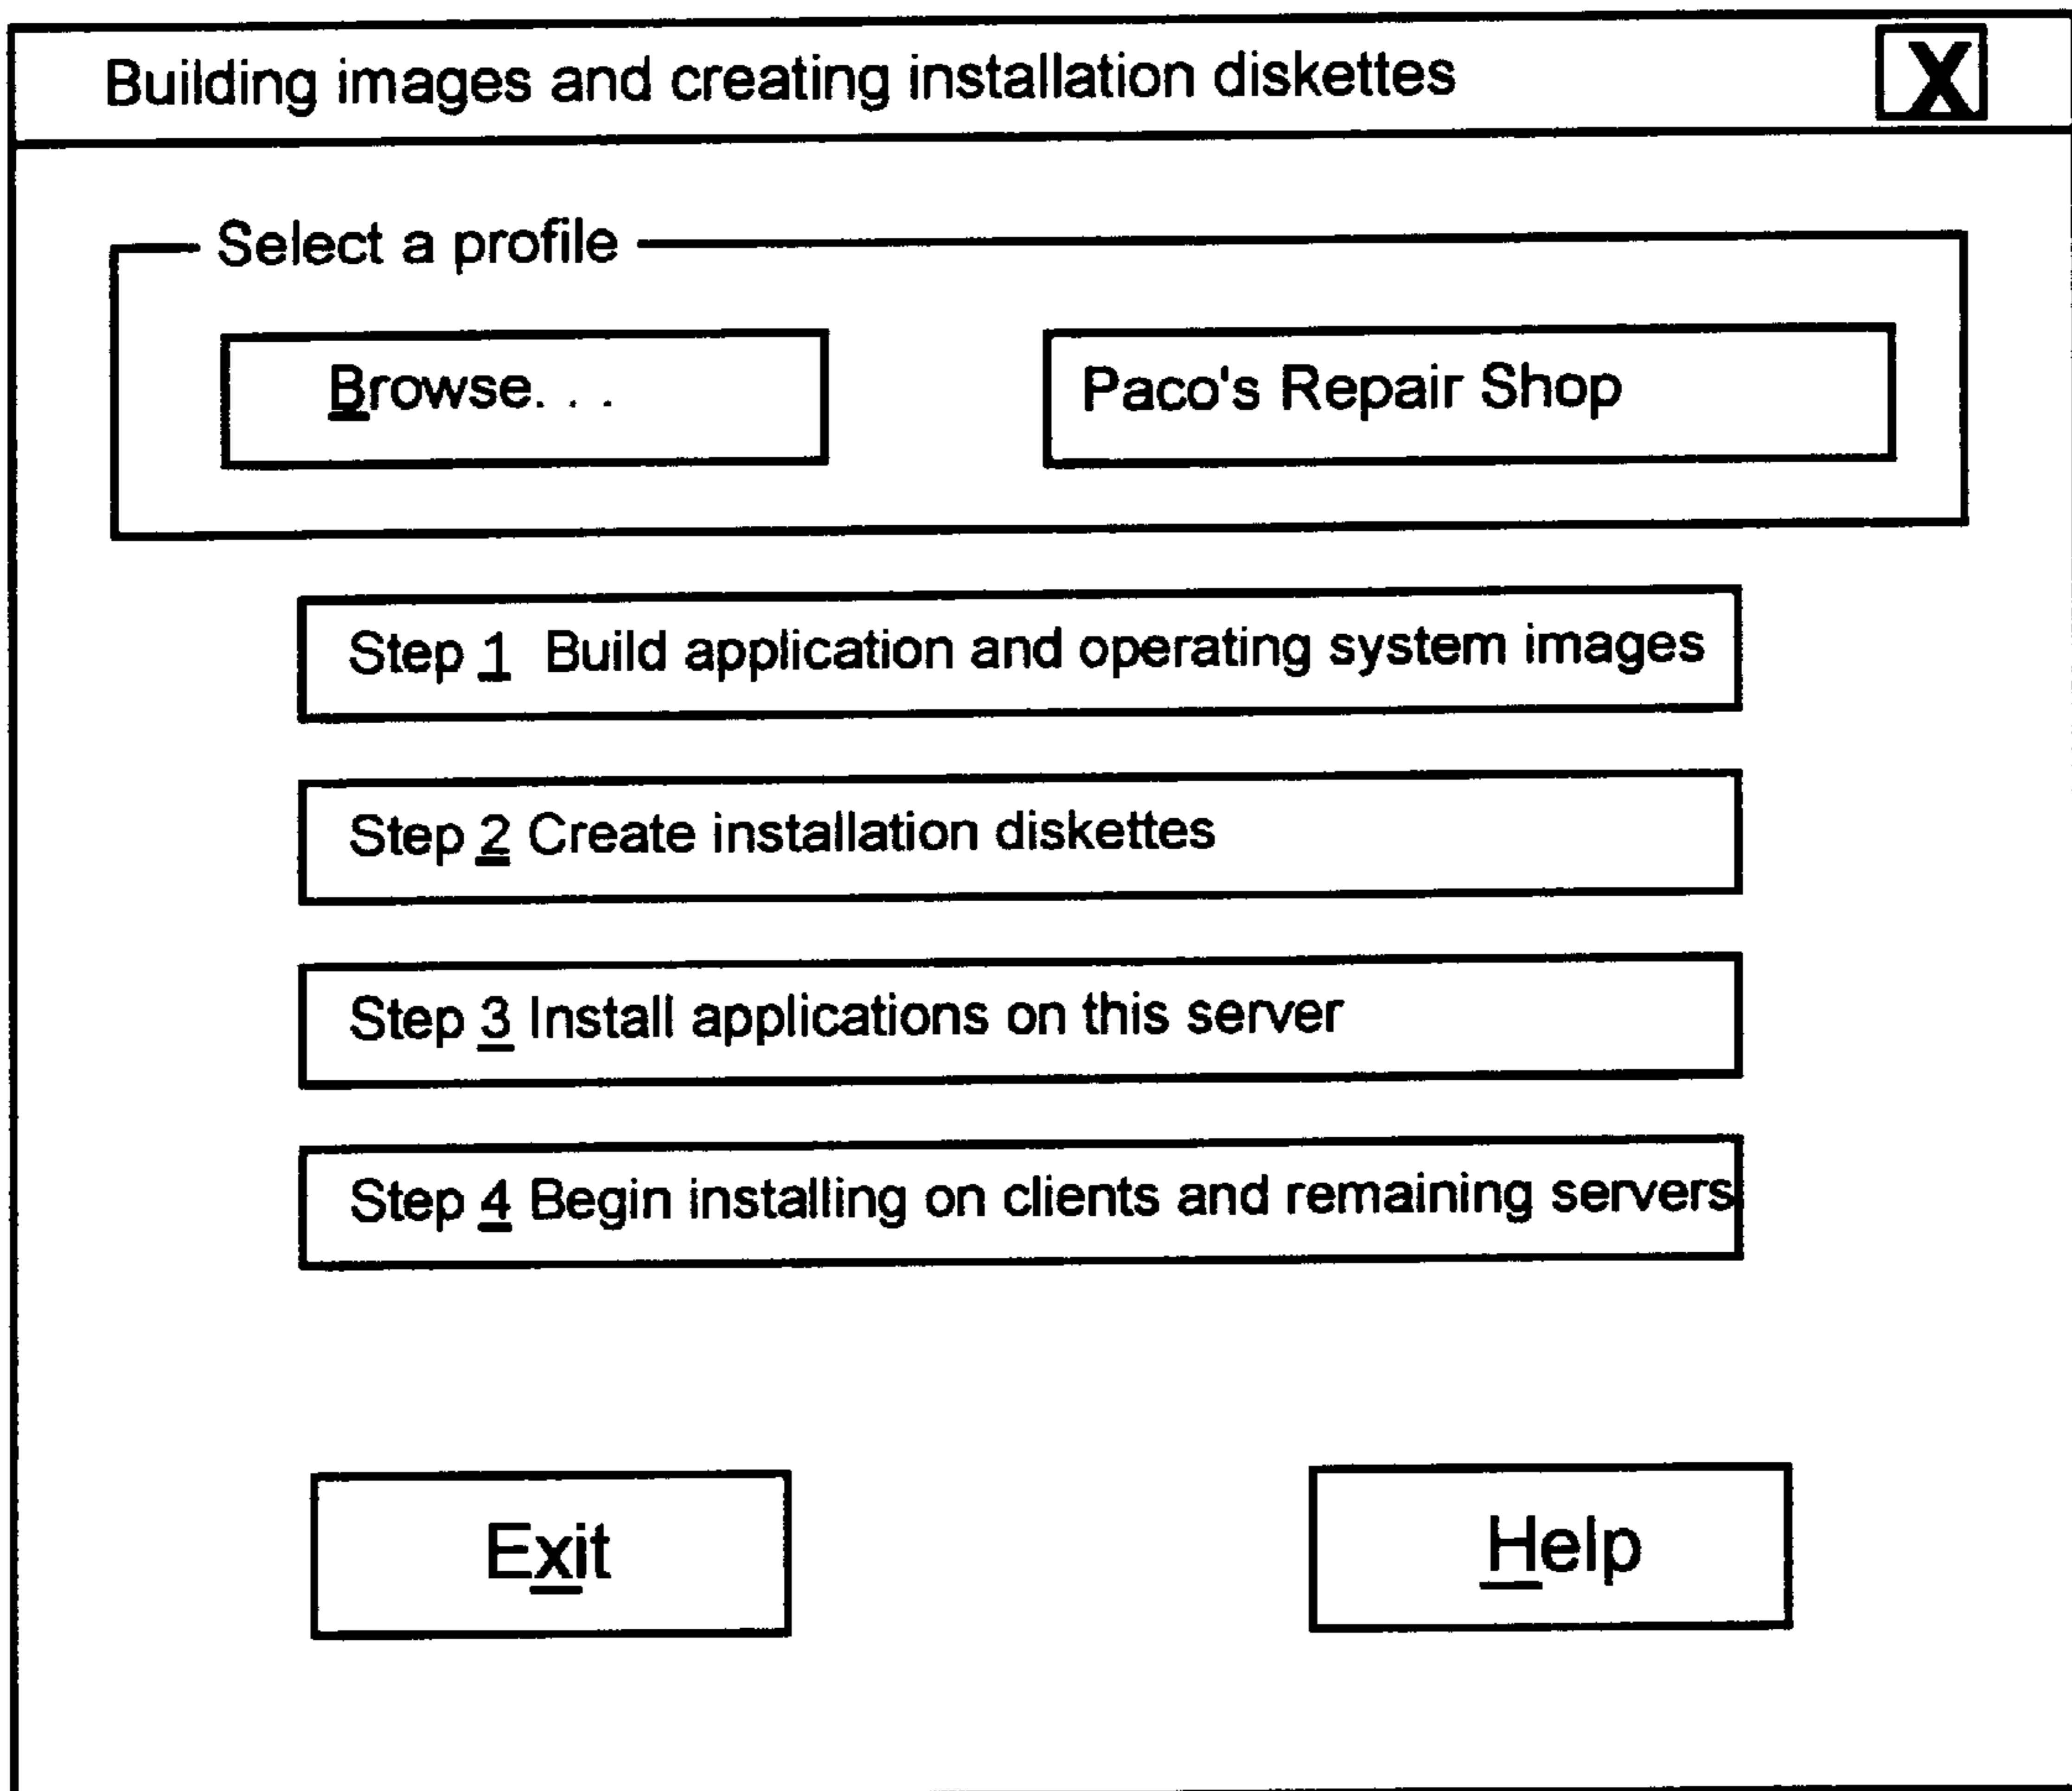 Building images and creating installation diskettes X
Select a profile
Browse. . . Paco's Repair Shop
Step 1 Build application and operating system images
Step 2 Create installation diskettes
Step 3 Install applications on this server
Step 4 Begin installing on clients and remaining servers
Exit Help